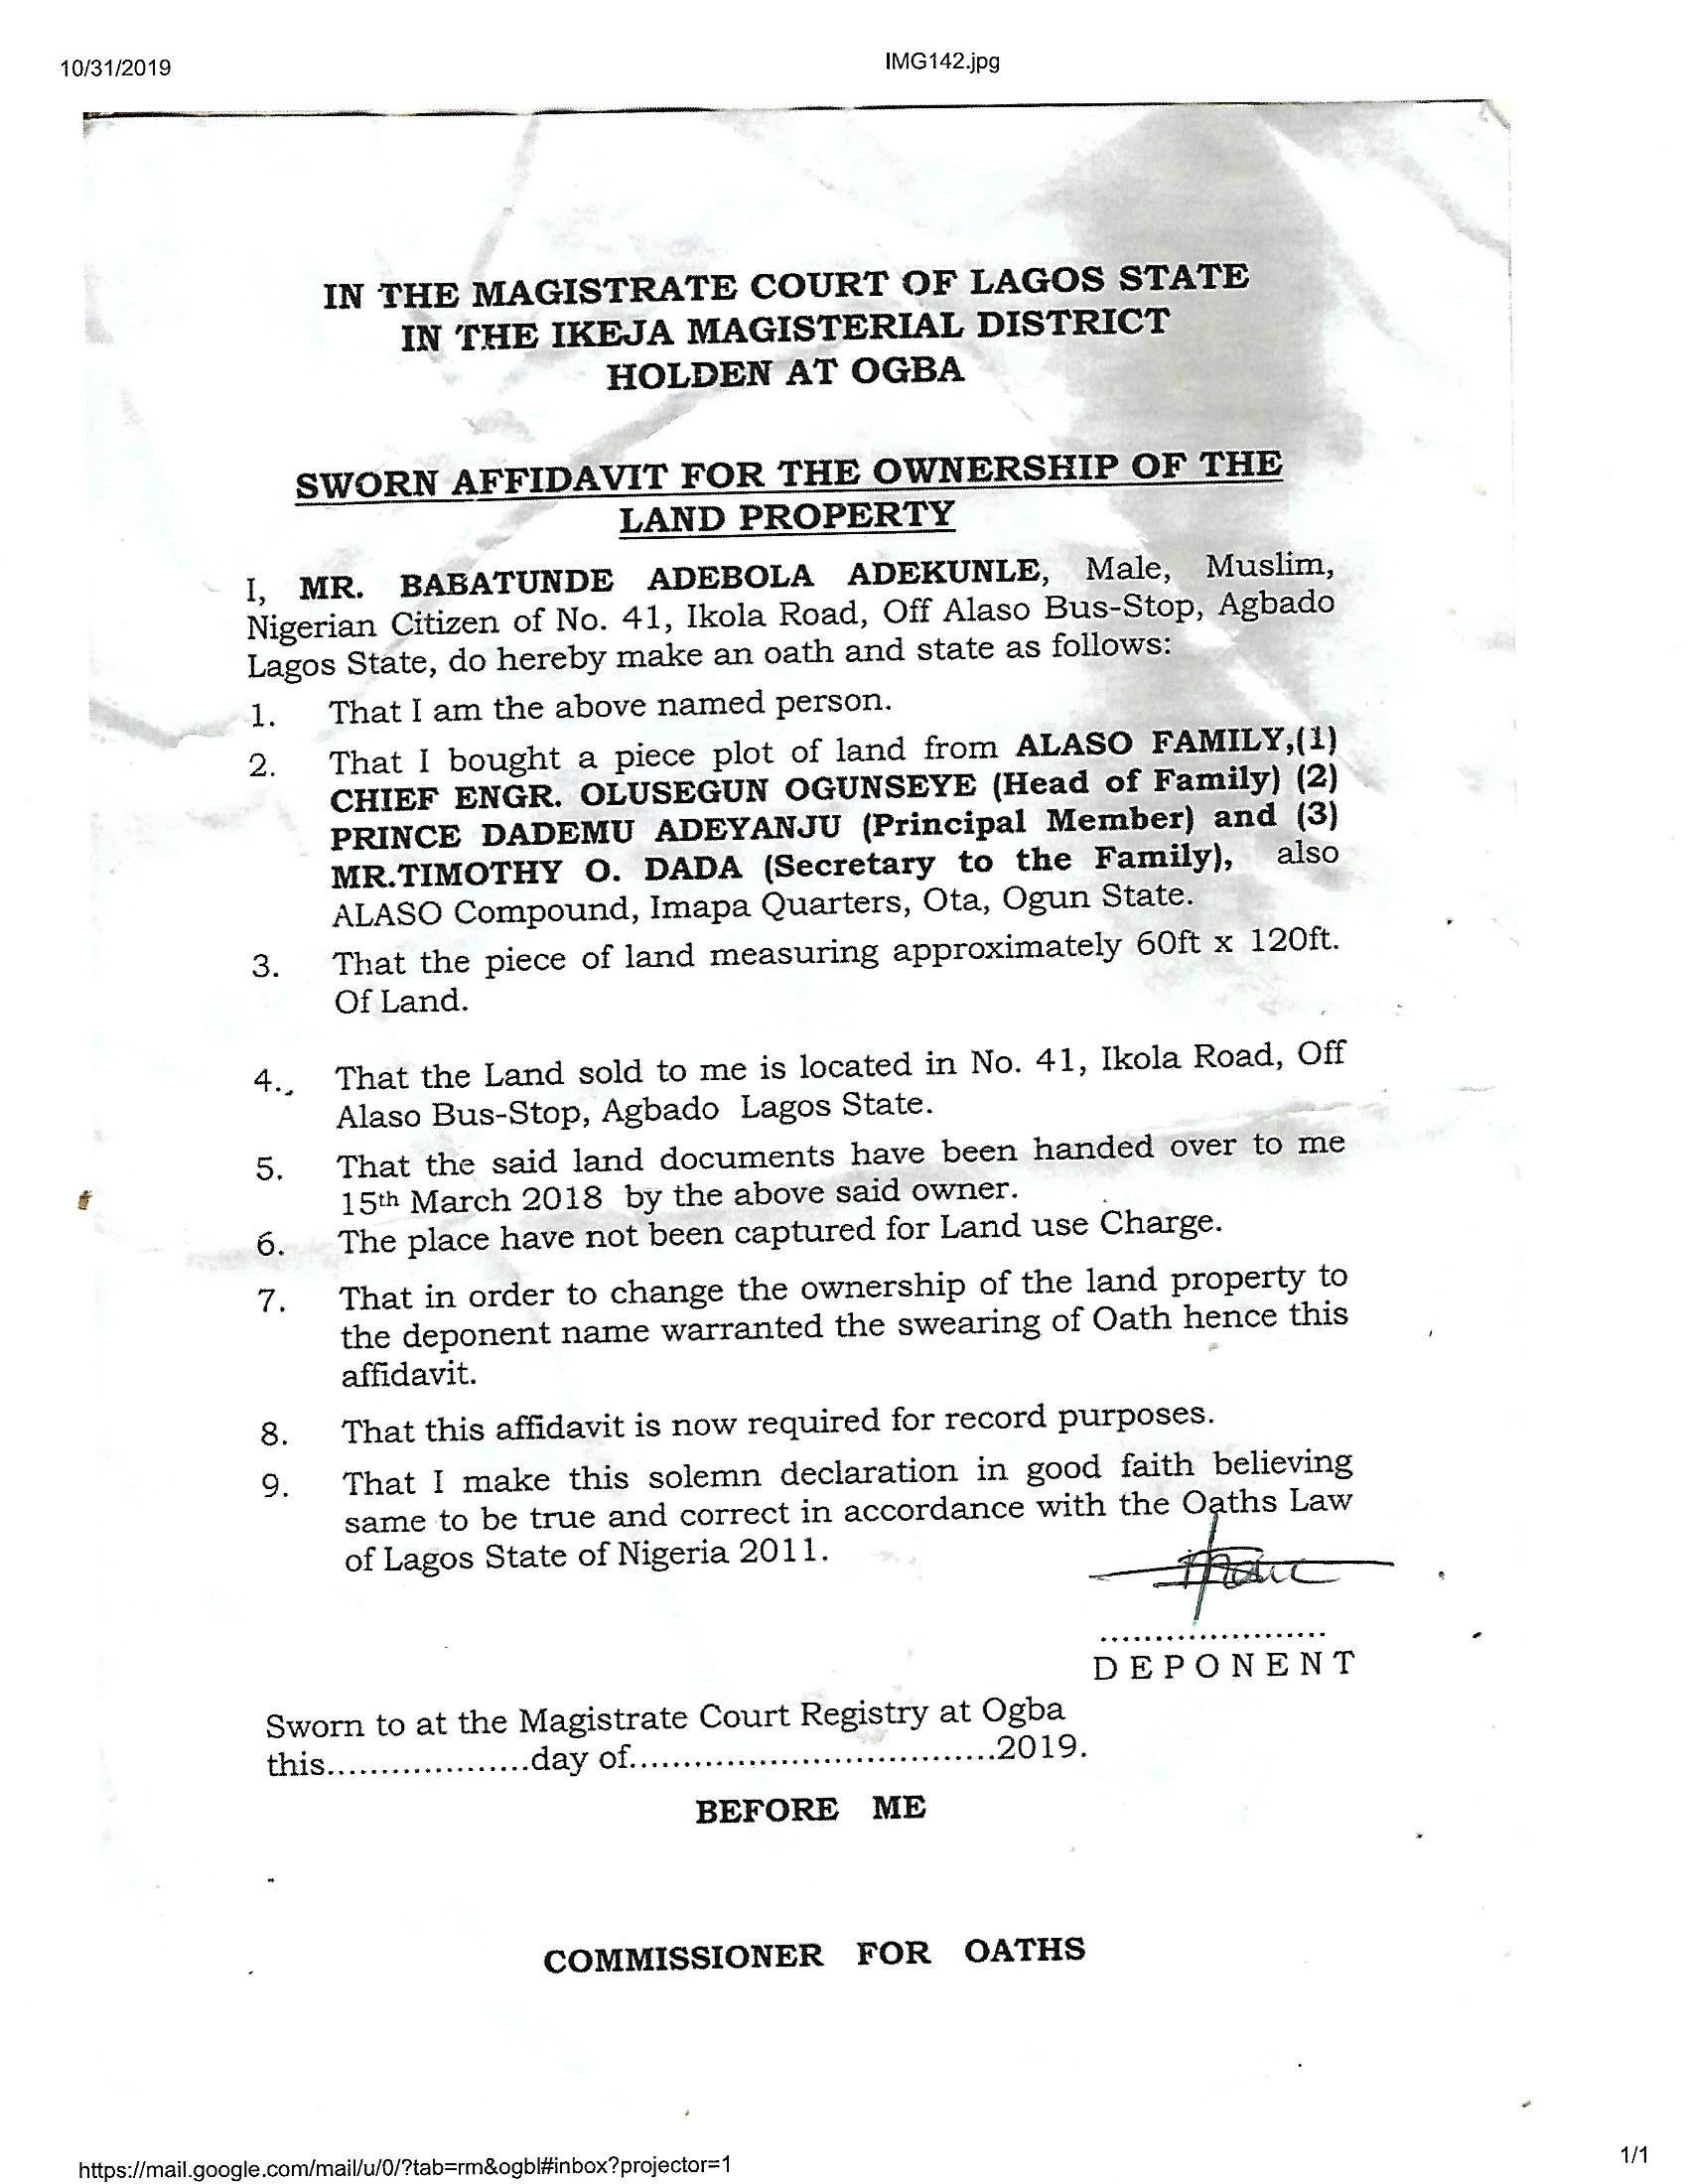 10/31/2019 IMG142.jpg
IN THE MAGISTRATE COURT OF LAGOS STATE
IN THE IKEJA MAGISTERIAL DISTRICT
HOLDEN AT OGBA
SWORN AFFIDAVIT FOR THE OWNERSHIP OF THE
LAND PROPERTY
I, MR. BABATUNDE ADEBOLA ADEKUNLE, Male, Muslim,
Nigerian Citizen of No. 41, Ikola Road, Off Alaso Bus-Stop, Agbado
Lagos State, do hereby make an oath and state as follows:
1. That I am the above named person.
2. That I bought a piece plot of land from ALASO FAMILY,(1)
CHIEF ENGR. OLUSEGUN OGUNSEYE (Head of Family) (2)
PRINCE DADEMU ADEYANJU (Principal Member) and (3)
MR.TIMOTHY O. DADA (Secretary to the Family), also
ALASO Compound, Imapa Quarters, Ota, Ogun State.
3. That the piece of land measuring approximately 60ft x 120ft.
Of Land.
4., That the Land sold to me is located in No. 41, Ikola Road, Off
Alaso Bus-Stop, Agbado Lagos State.
5. That the said land documents have been handed over to me
15th March 2018 by the above said owner.
6. The place have not been captured for Land use Charge.
7. That in order to change the ownership of the land property to
the deponent name warranted the swearing of Oath hence this
affidavit.
8. That this affidavit is now required for record purposes.
9. That I make this solemn declaration in good faith believing
same to be true and correct in accordance with the Oaths Law
of Lagos State of Nigeria 2011.
.....................
DEPONENT
Sworn to at the Magistrate Court Registry at Ogba
this...................day of..................................2019.
BEFORE ME
COMMISSIONER FOR OATHS
https://mail.google.com/mail/u/0/?tab=rm&ogbl#inbox?projector=1 1/1